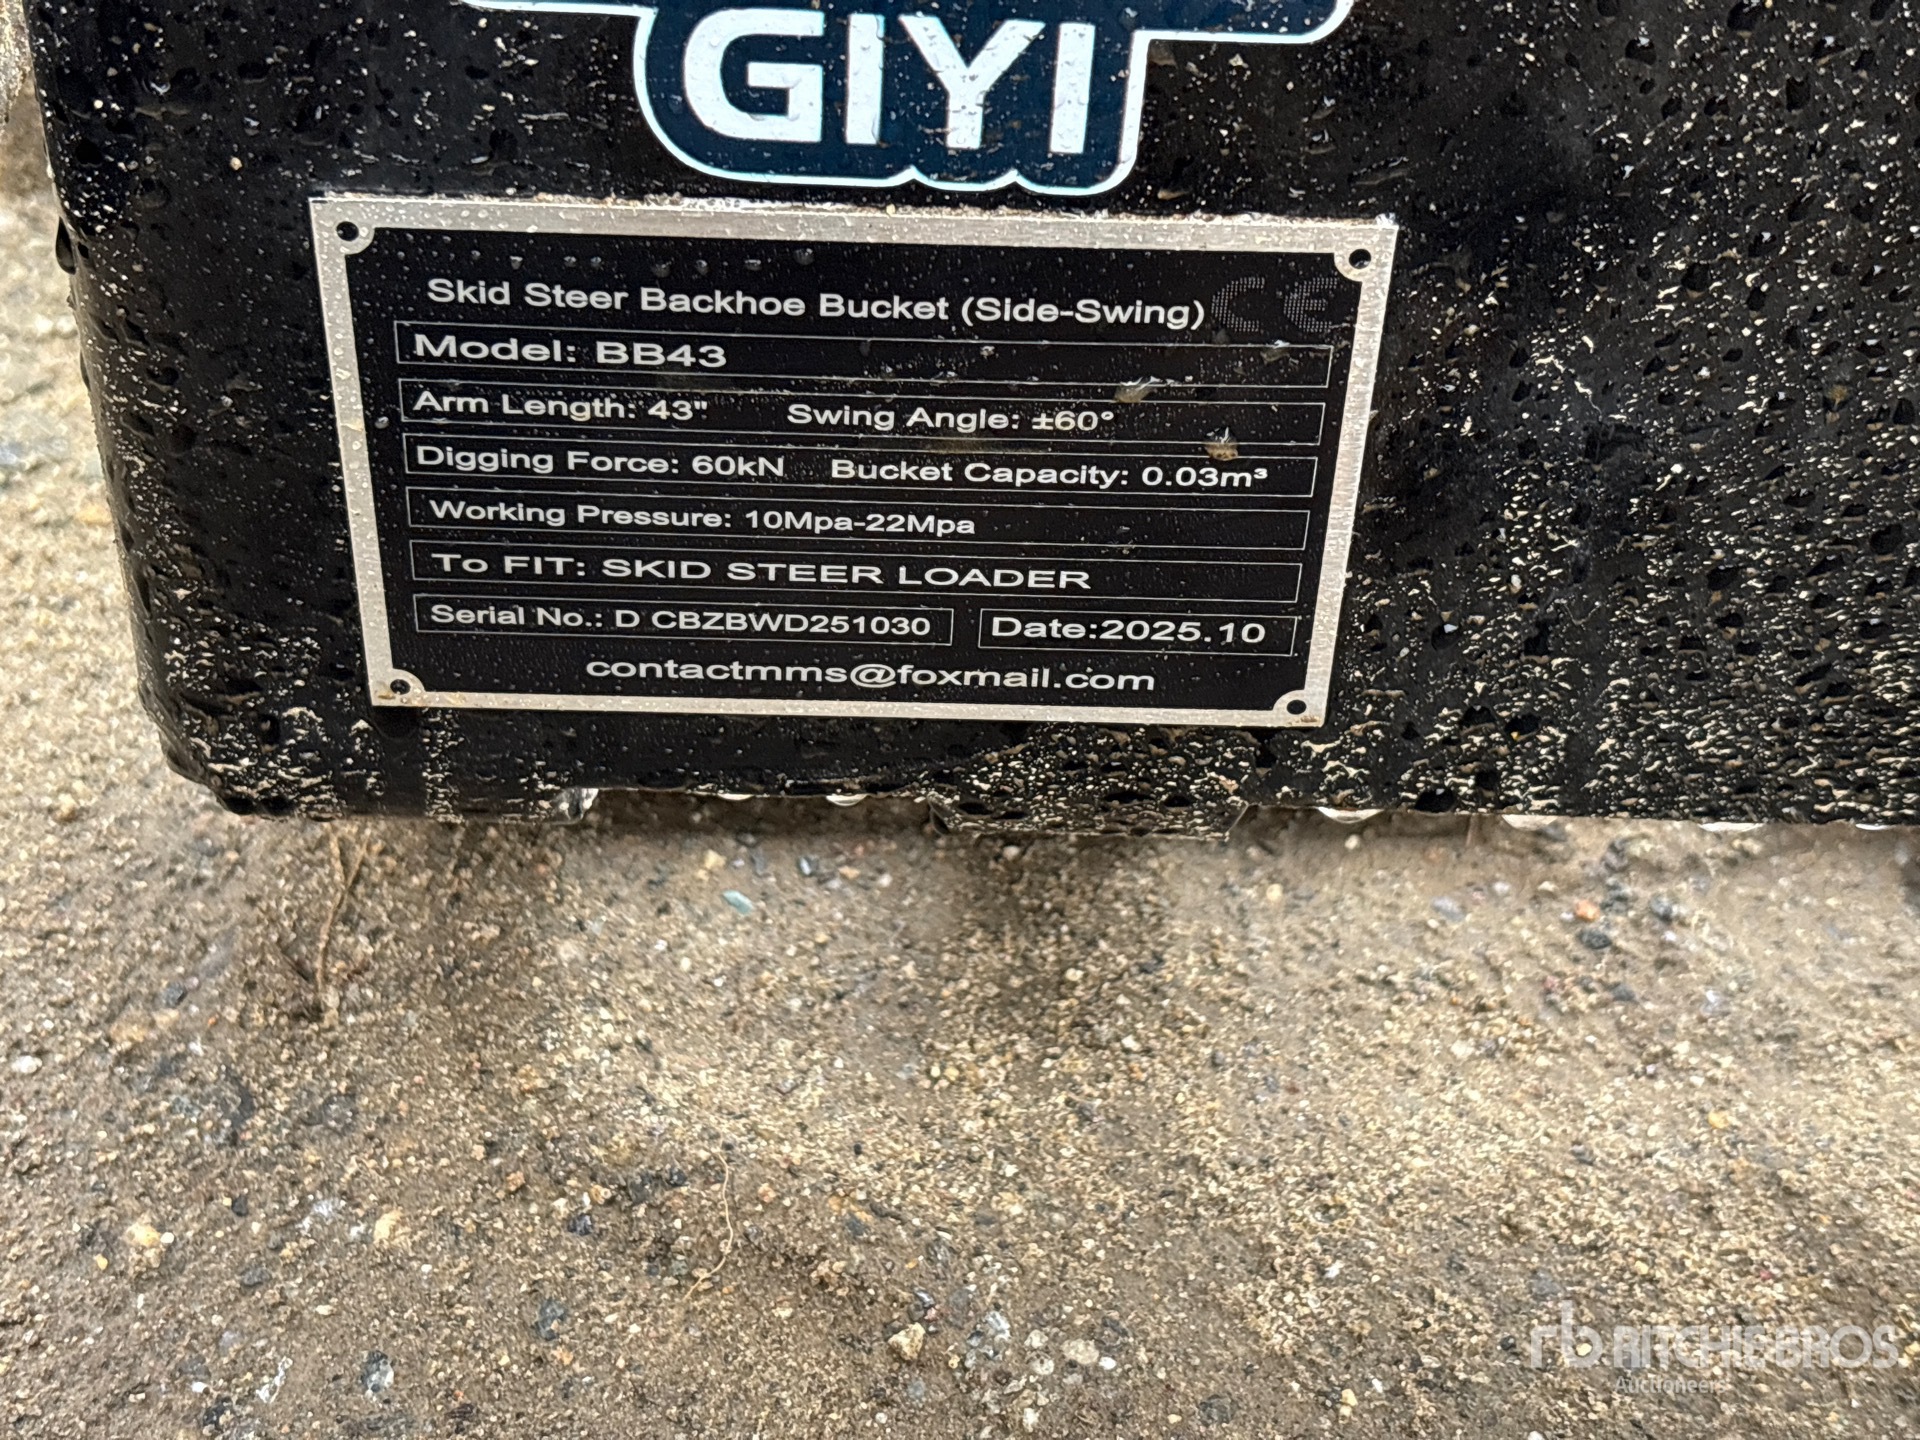 GIYI
Skid Steer Backhoe Bucket (Side-Swing) CE
Model: BB43
Arm Length: 43" Swing Angle: ±60°
Digging Force: 60kN Bucket Capacity: 0.03m³
Working Pressure: 10Mpa-22Mpa
To FIT: SKID STEER LOADER
Serial No.: D CBZBWD251030 Date:2025.10
contactmms@foxmail.com
rb RITCHIE BROS.
Auctioneers